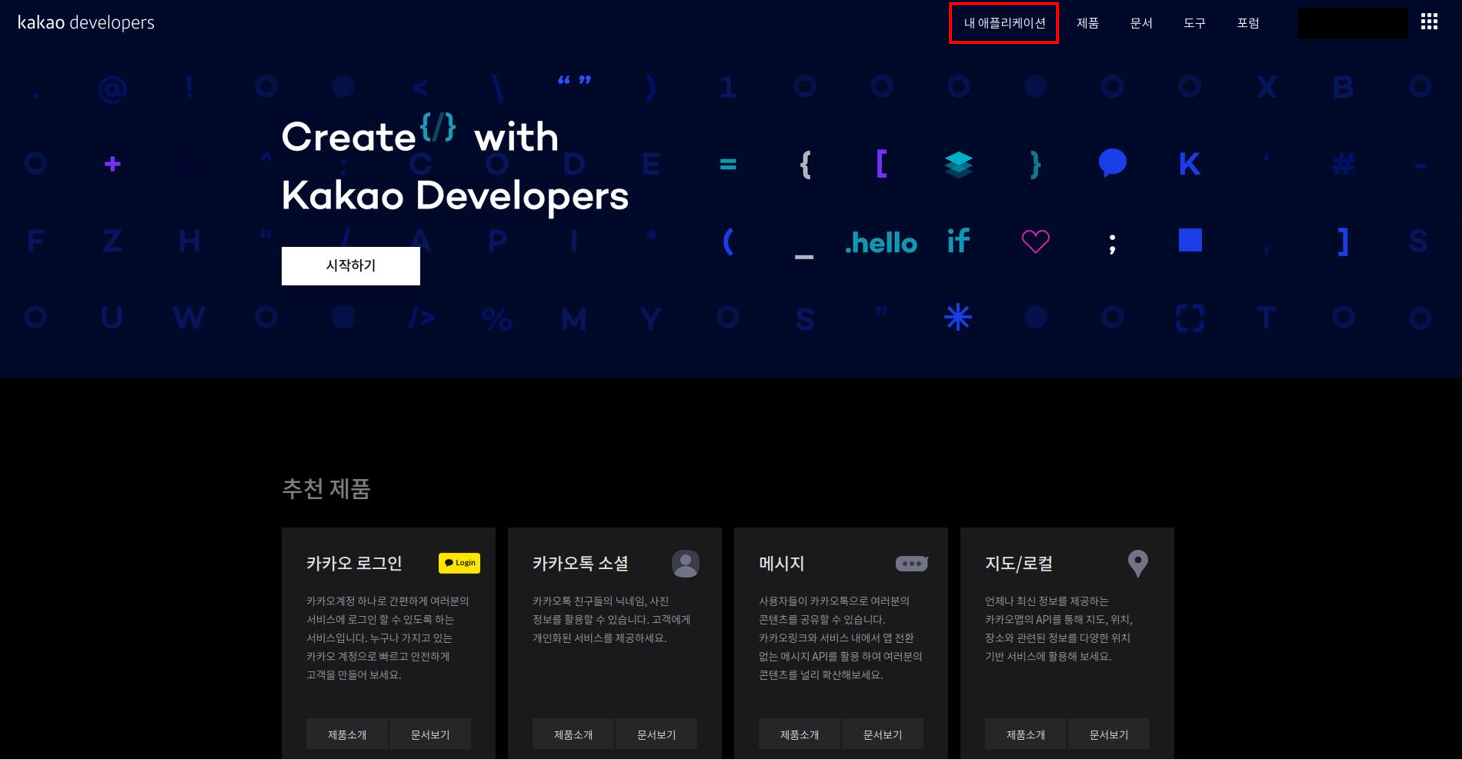 kakao developers
내 애플리케이션
제품
문서
도구
포럼
. @ ! < \ “ ” ) 1 X B
Create{/} with
+ ^ : C O D E = { [ } K ‘ # -
Kakao Developers
F Z H “ / A P I * ( _ .hello if ; , ] S
시작하기
U W /> % M Y S ” T
추천 제품
카카오 로그인
Login
카카오계정 하나로 간편하게 여러분의
서비스에 로그인 할 수 있도록 하는
서비스입니다. 누구나 가지고 있는
카카오 계정으로 빠르고 안전하게
고객을 만들어 보세요.
제품소개
문서보기
카카오톡 소셜
카카오톡 친구들의 닉네임, 사진
정보를 활용할 수 있습니다. 고객에게
개인화된 서비스를 제공하세요.
제품소개
문서보기
메시지
사용자들이 카카오톡으로 여러분의
콘텐츠를 공유할 수 있습니다.
카카오링크와 서비스 내에서 앱 전환
없는 메시지 API를 활용 하여 여러분의
콘텐츠를 널리 확산해보세요.
제품소개
문서보기
지도/로컬
언제나 최신 정보를 제공하는
카카오맵의 API를 통해 지도, 위치,
장소와 관련된 정보를 다양한 위치
기반 서비스에 활용해 보세요.
제품소개
문서보기